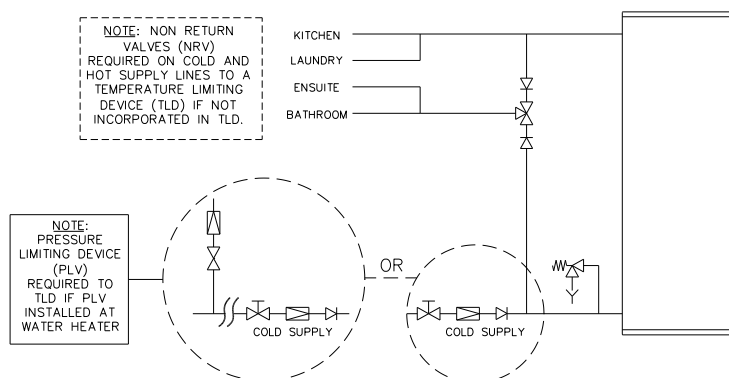 NOTE: NON RETURN
VALVES (NRV)
REQUIRED ON COLD AND
HOT SUPPLY LINES TO A
TEMPERATURE LIMITING
DEVICE (TLD) IF NOT
INCORPORATED IN TLD.
KITCHEN
LAUNDRY
ENSUITE
BATHROOM
NOTE:
PRESSURE
LIMITING DEVICE
(PLV)
REQUIRED TO
TLD IF PLV
INSTALLED AT
WATER HEATER
OR
COLD SUPPLY
COLD SUPPLY